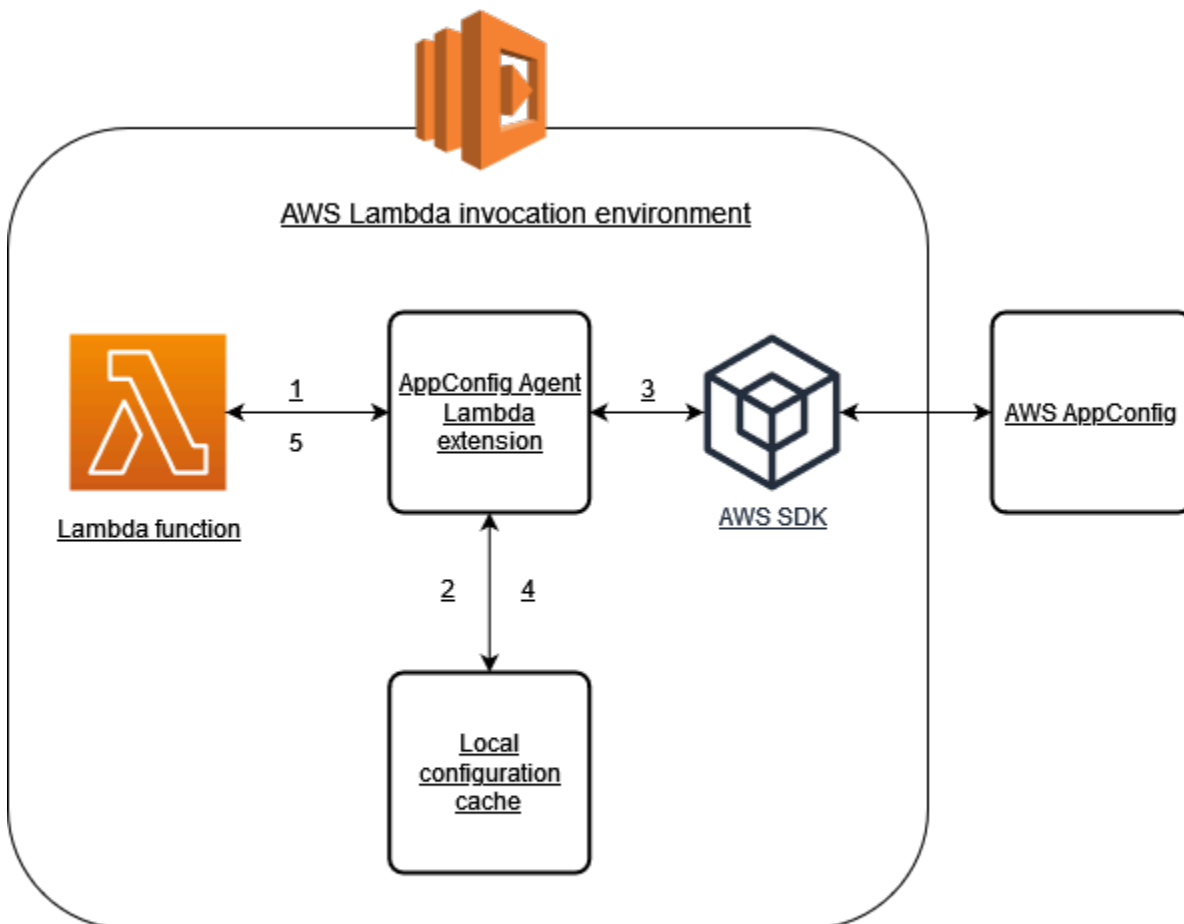 AWS Lambda invocation environment
1
5
AppConfig Agent
Lambda
extension
3
AWS AppConfig
Lambda function
AWS SDK
2
4
Local
configuration
cache